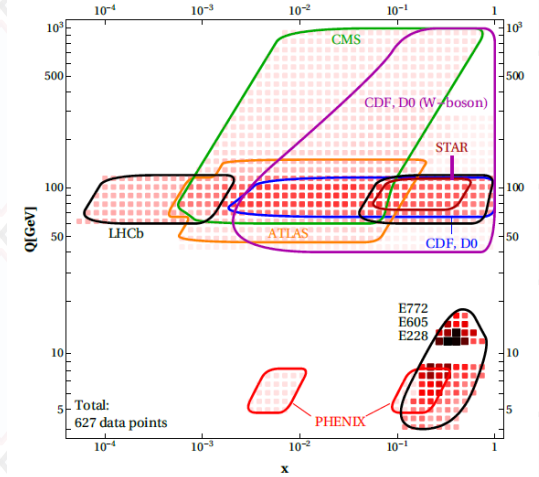 10⁻⁴ 10⁻³ 10⁻² 10⁻¹ 1
10³ 10³
CMS
500 500
CDF, D0 (W-boson)
STAR
100 100
LHCb
ATLAS
CDF, D0
50 50
Q[GeV]
E772
E605
E228
10 10
5 5
PHENIX
Total:
627 data points
10⁻⁴ 10⁻³ 10⁻² 10⁻¹ 1
x